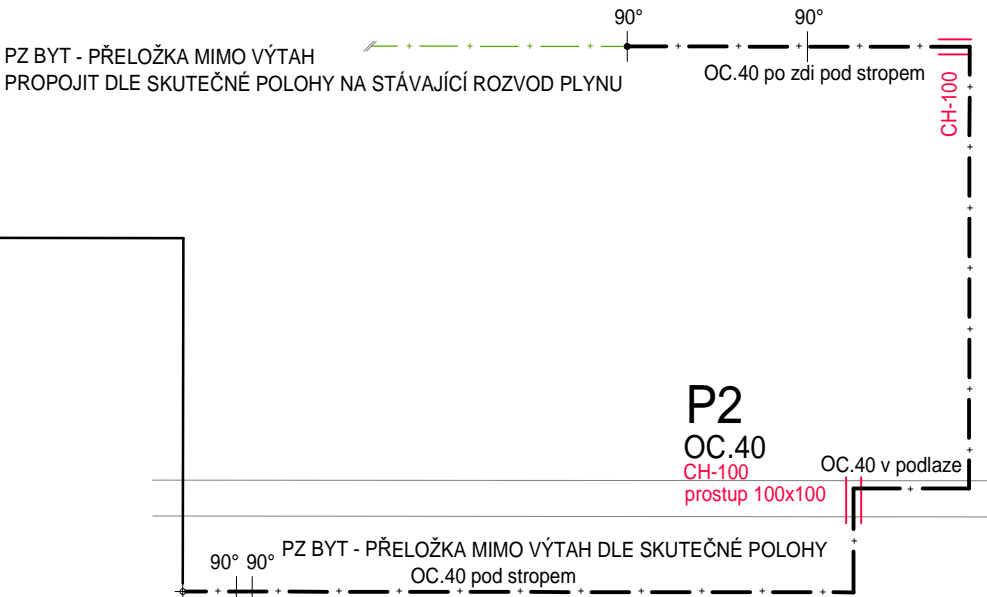 90°
90°
PZ BYT - PŘELOŽKA MIMO VÝTAH
PROPOJIT DLE SKUTEČNÉ POLOHY NA STÁVAJÍCÍ ROZVOD PLYNU
OC.40 po zdi pod stropem
CH-100
P2
OC.40
CH-100
prostup 100x100
OC.40 v podlaze
PZ BYT - PŘELOŽKA MIMO VÝTAH DLE SKUTEČNÉ POLOHY
90°
90°
OC.40 pod stropem